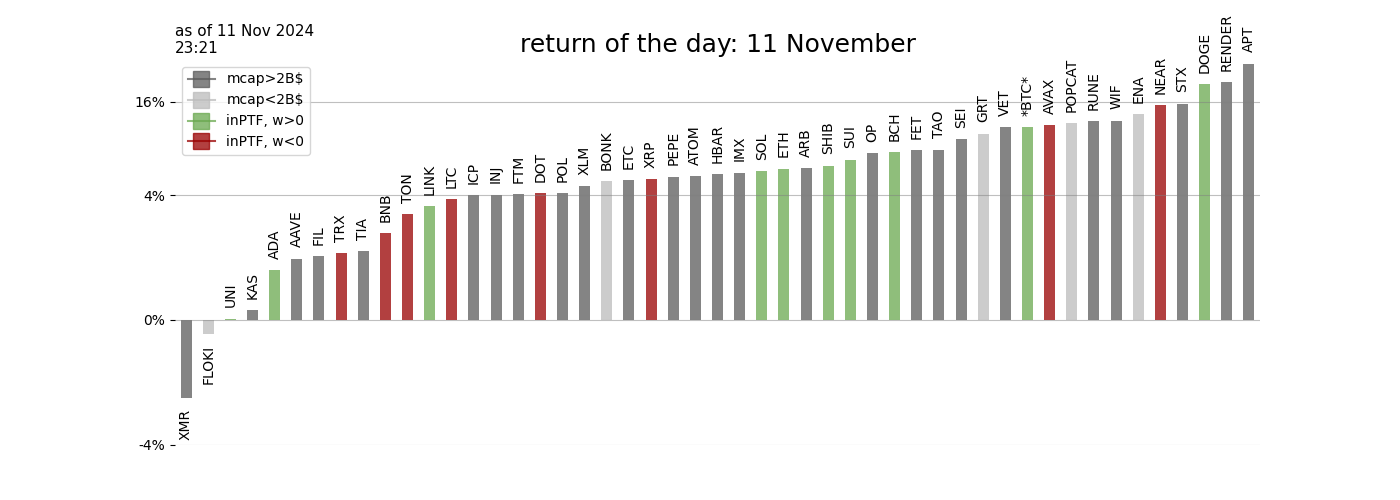 as of 11 Nov 2024
23:21
return of the day: 11 November
mcap>2B$
mcap<2B$
inPTF, w>0
inPTF, w<0
16%
4%
0%
-4%
XMR
FLOKI
UNI
KAS
ADA
AAVE
FIL
TRX
TIA
BNB
TON
LINK
LTC
ICP
INJ
FTM
DOT
POL
XLM
BONK
ETC
XRP
PEPE
ATOM
HBAR
IMX
SOL
ETH
ARB
SHIB
SUI
OP
BCH
FET
TAO
SEI
GRT
VET
*BTC*
AVAX
POPCAT
RUNE
WIF
ENA
NEAR
STX
DOGE
RENDER
APT